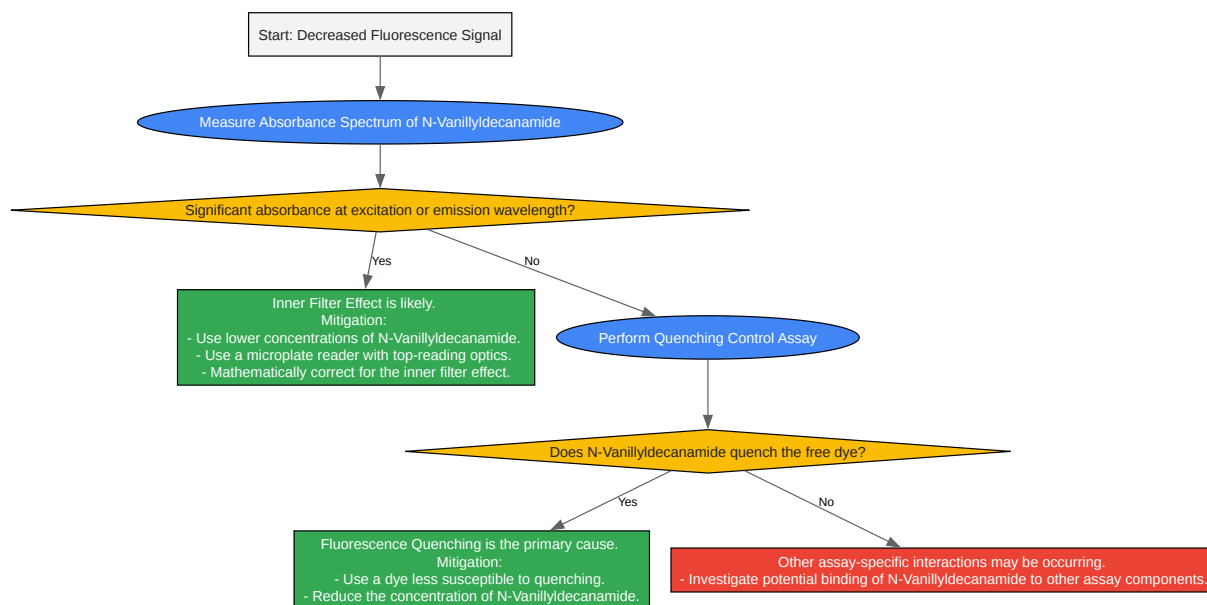 Start: Decreased Fluorescence Signal
Measure Absorbance Spectrum of N-Vanillyldecanamide
Significant absorbance at excitation or emission wavelength?
Yes
No
Inner Filter Effect is likely.
Mitigation:
- Use lower concentrations of N-Vanillyldecanamide.
- Use a microplate reader with top-reading optics.
- Mathematically correct for the inner filter effect.
Perform Quenching Control Assay
Does N-Vanillyldecanamide quench the free dye?
Yes
No
Fluorescence Quenching is the primary cause.
Mitigation:
- Use a dye less susceptible to quenching.
- Reduce the concentration of N-Vanillyldecanamide.
Other assay-specific interactions may be occurring.
- Investigate potential binding of N-Vanillyldecanamide to other assay components.